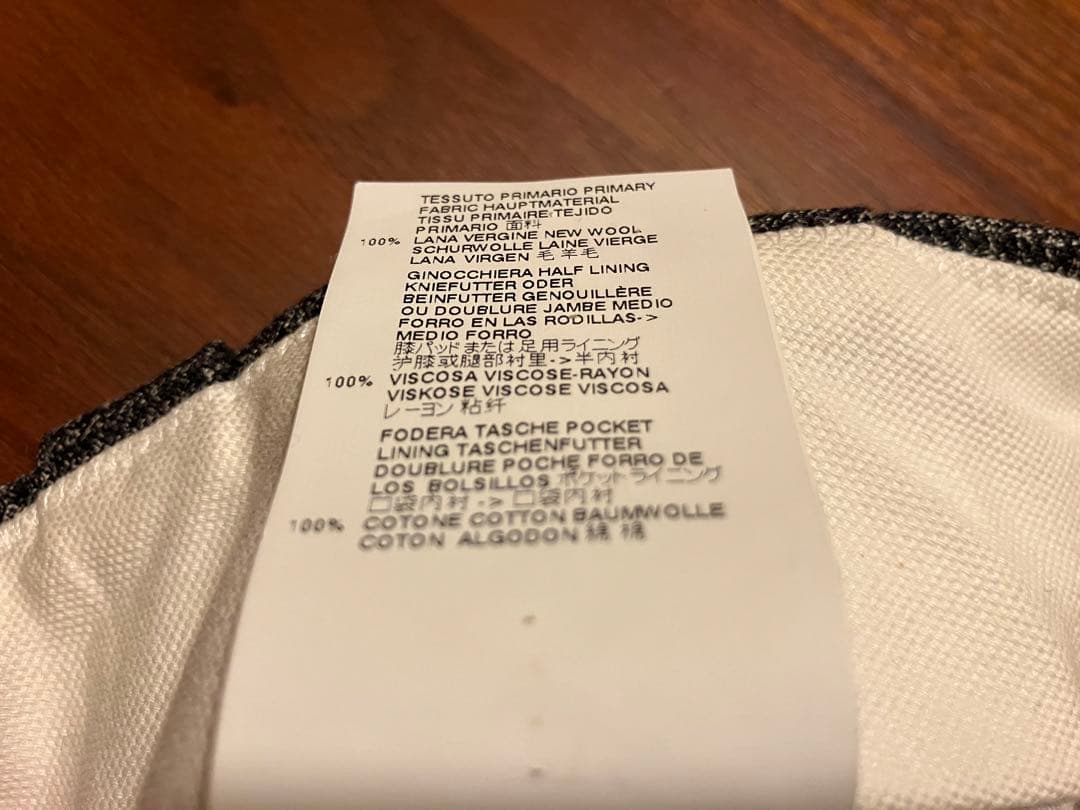 TESSUTO PRIMARIO PRIMARY
FABRIC HAUPTMATERIAL
TISSU PRIMAIRE TEJIDO
PRIMARIO 面料
100% LANA VERGINE NEW WOOL
SCHURWOLLE LAINE VIERGE
LANA VIRGEN 毛 羊毛
GINOCCHIERA HALF LINING
KNIEFUTTER ODER
BEINFUTTER GENOUILLÈRE
OU DOUBLURE JAMBE MEDIO
FORRO EN LAS RODILLAS->
MEDIO FORRO
膝パッドまたは足用ライニング
护膝或腿部衬里->半内衬
100% VISCOSA VISCOSE-RAYON
VISKOSE VISCOSE VISCOSA
レーヨン 粘纤
FODERA TASCHE POCKET
LINING TASCHENFUTTER
DOUBLURE POCHE FORRO DE
LOS BOLSILLOS ポケットライニング
口袋内衬 -> 口袋内衬
100% COTONE COTTON BAUMWOLLE
COTON ALGODON 綿 棉